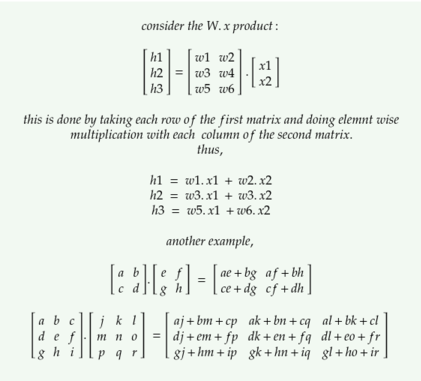 consider the W. x product :
[h1 h2 h3] = [w1 w2 w3 w4 w5 w6] . [x1 x2]
this is done by taking each row of the first matrix and doing elemnt wise
multiplication with each column of the second matrix.
thus,
h1 = w1. x1 + w2. x2
h2 = w3. x1 + w3. x2
h3 = w5. x1 +w6. x2
another example,
[a b c d] . [e f g h] = [ae + bg af + bh ce + dg cf + dh]
[a b c d e f g h i] . [j k l m n o p q r] = [aj + bm + cp ak + bn + cq al + bk + cl dj + em + fp dk + en + fq dl + eo + fr gj + hm + ip gk + hn + iq gl + ho + ir]